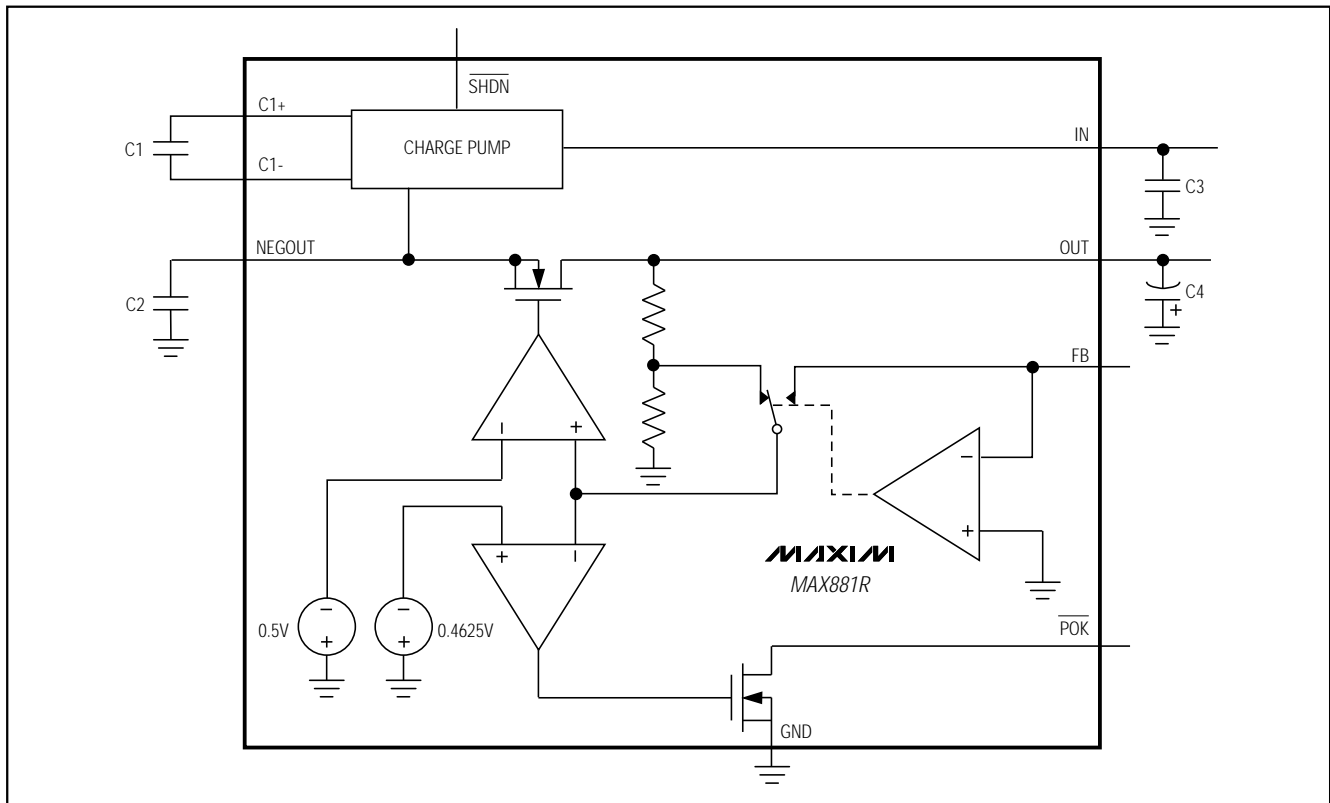 SHDN
C1+
C1
C1-
CHARGE PUMP
IN
C3
NEGOUT
OUT
C2
C4
+
FB
- +
-
+ -
+
MAXIM
MAX881R
POK
0.5V
-
+
-
+
0.4625V
GND